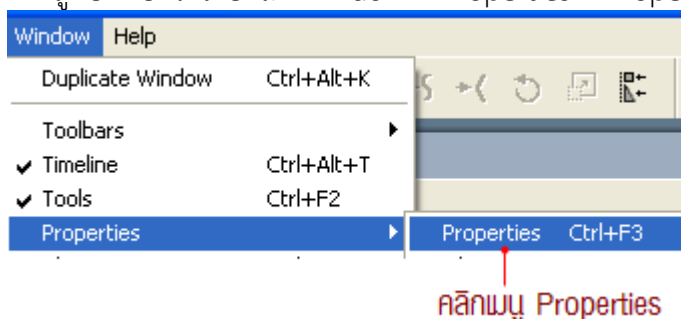 Window Help
Duplicate Window Ctrl+Alt+K
Toolbars
Timeline Ctrl+Alt+T
Tools Ctrl+F2
Properties
Properties Ctrl+F3
คลิกเมนู Properties